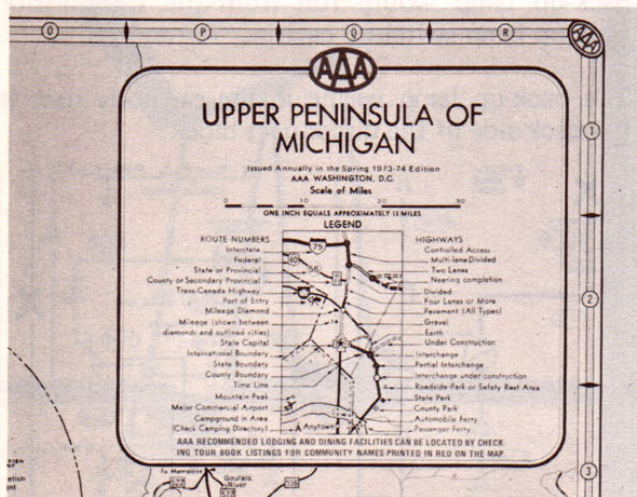 O P Q R
AAA
1
AAA
UPPER PENINSULA OF
MICHIGAN
Issued Annually in the Spring 1973-74 Edition
AAA WASHINGTON, D.C.
Scale of Miles
0 10 20 30
ONE INCH EQUALS APPROXIMATELY 13 MILES
LEGEND
ROUTE NUMBERS
Interstate
Federal
State or Provincial
County or Secondary Provincial
Trans-Canada Highway
Port of Entry
Mileage Diamond
Mileage (shown between
diamonds and outlined cities)
State Capital
International Boundary
State Boundary
County Boundary
Time Line
Mountain Peak
Major Commercial Airport
Campground in Area
(Check Camping Directory)
75
40
56
Anytown
HIGHWAYS
Controlled Access
Multi-lane Divided
Two Lanes
Neering completion
Divided
Four Lanes or More
Pavement (All Types)
Gravel
Earth
Under Construction
Interchange
Partial Interchange
Interchange under construction
Roadside Park or Safety Rest Area
State Park
County Park
Automobile Ferry
Passenger Ferry
2
AAA RECOMMENDED LODGING AND DINING FACILITIES CAN BE LOCATED BY CHECK-
ING TOUR BOOK LISTINGS FOR COMMUNITY NAMES PRINTED IN RED ON THE MAP.
3
Goulais
River